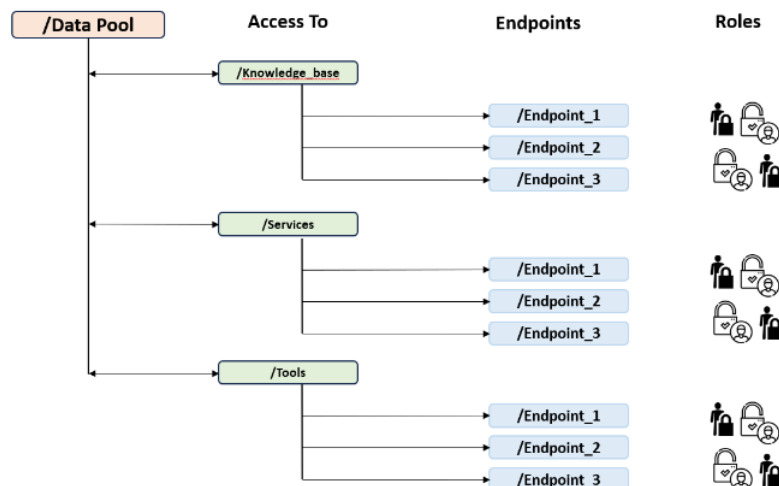 /Data Pool
Access To
Endpoints
Roles
/Knowledge_base
/Endpoint_1
/Endpoint_2
/Endpoint_3
/Services
/Endpoint_1
/Endpoint_2
/Endpoint_3
/Tools
/Endpoint_1
/Endpoint_2
/Endpoint_3